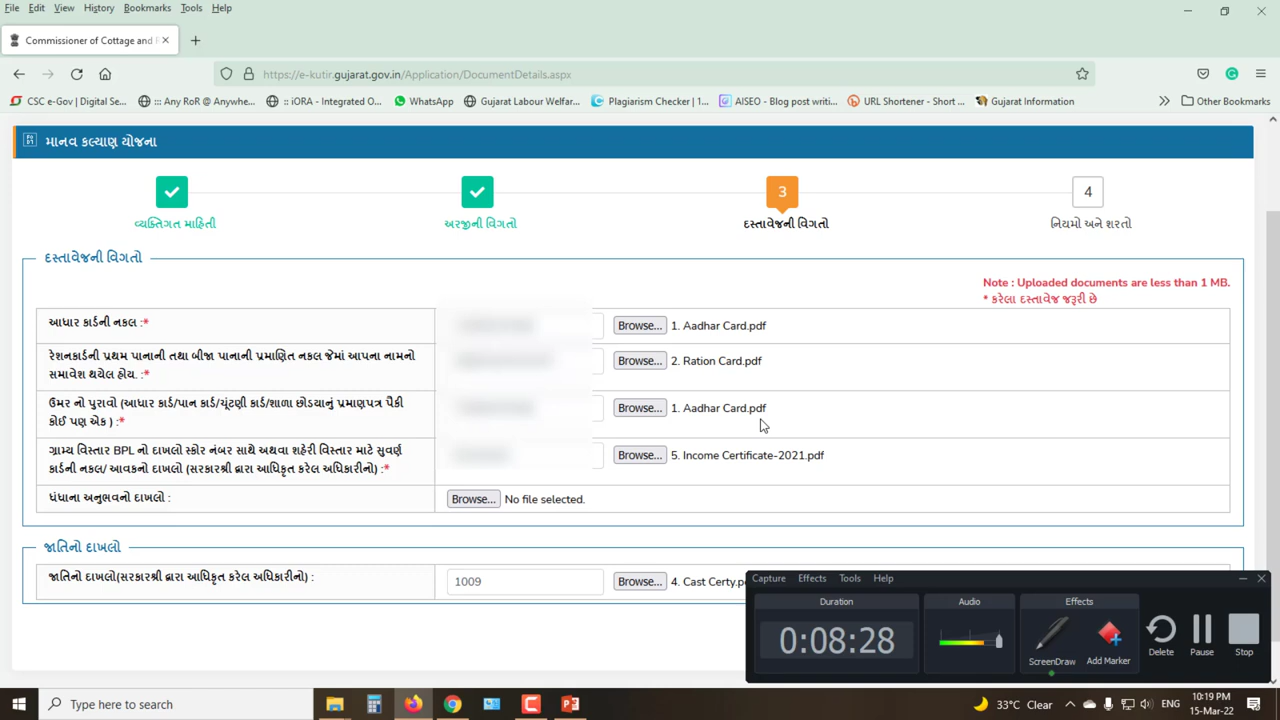 File Edit View History Bookmarks Tools Help
Commissioner of Cottage and
https://e-kutir.gujarat.gov.in/Application/DocumentDetails.aspx
CSC e-Gov | Digital Se... ::: Any RoR @ Anywhe... :: iORA - Integrated O... WhatsApp Gujarat Labour Welfar... Plagiarism Checker | 1... AISEO - Blog post writi... URL Shortener - Short ... Gujarat Information Other Bookmarks
માનવ કલ્યાણ યોજના
3 4
વ્યક્તિગત માહિતી અરજીની વિગતો દસ્તાવેજની વિગતો નિયમો અને શરતો
દસ્તાવેજની વિગતો
Note : Uploaded documents are less than 1 MB.
* કરેલા દસ્તાવેજ જરૂરી છે
આધાર કાર્ડની નકલ :* Browse... 1. Aadhar Card.pdf
રેશનકાર્ડની પ્રથમ પાનાની તથા બીજા પાનાની પ્રમાણિત નકલ જેમાં આપના નામનો
સમાવેશ થયેલ હોય. :* Browse... 2. Ration Card.pdf
ઉમર નો પુરાવો (આધાર કાર્ડ/પાન કાર્ડ/ચૂંટણી કાર્ડ/શાળા છોડયાનું પ્રમાણપત્ર પૈકી
કોઈ પણ એક ) :* Browse... 1. Aadhar Card.pdf
ગ્રામ્ય વિસ્તાર BPL નો દાખલો સ્કોર નંબર સાથે અથવા શહેરી વિસ્તાર માટે સુવર્ણ
કાર્ડની નકલ/ આવકનો દાખલો (સરકારશ્રી દ્વારા આધિકૃત કરેલ અધિકારીનો) :* Browse... 5. Income Certificate-2021.pdf
ધંધાના અનુભવનો દાખલો : Browse... No file selected.
જાતિનો દાખલો
જાતિનો દાખલો(સરકારશ્રી દ્વારા આધિકૃત કરેલ અધિકારીનો) : 1009 Browse... 4. Cast Certy.p
Capture Effects Tools Help
Duration Audio Effects
0:08:28
ScreenDraw Add Marker Delete Pause Stop
Type here to search
33°C Clear ENG
10:19 PM
15-Mar-22